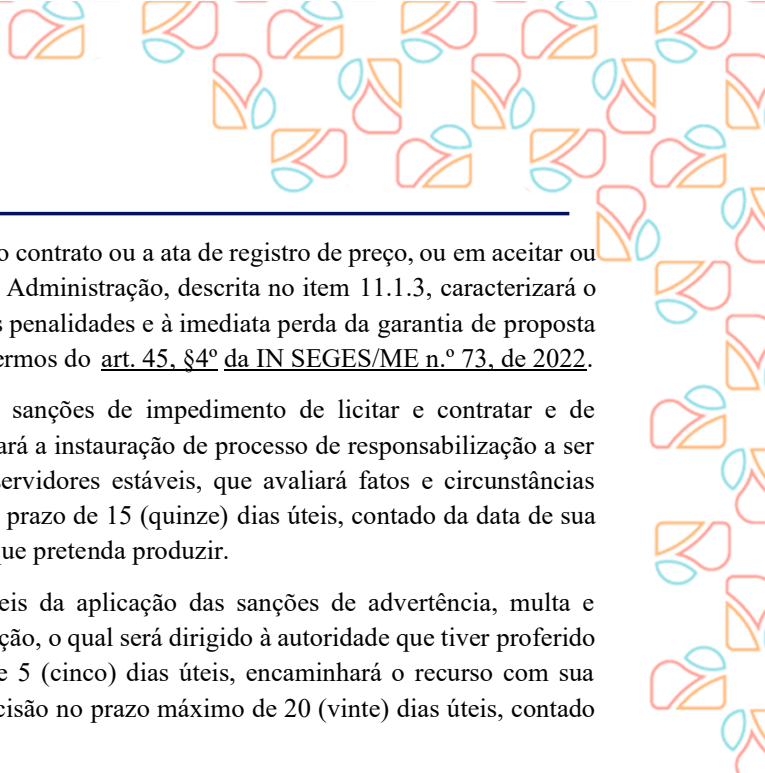 o contrato ou a ata de registro de preço, ou em aceitar ou
Administração, descrita no item 11.1.3, caracterizará o
penalidades e à imediata perda da garantia de proposta
ermos do art. 45, §4º da IN SEGES/ME n.º 73, de 2022.
sanções de impedimento de licitar e contratar e de
ará a instauração de processo de responsabilização a ser
ervidores estáveis, que avaliará fatos e circunstâncias
prazo de 15 (quinze) dias úteis, contado da data de sua
ue pretenda produzir.
eis da aplicação das sanções de advertência, multa e
ção, o qual será dirigido à autoridade que tiver proferido
e 5 (cinco) dias úteis, encaminhará o recurso com sua
cisão no prazo máximo de 20 (vinte) dias úteis, contado